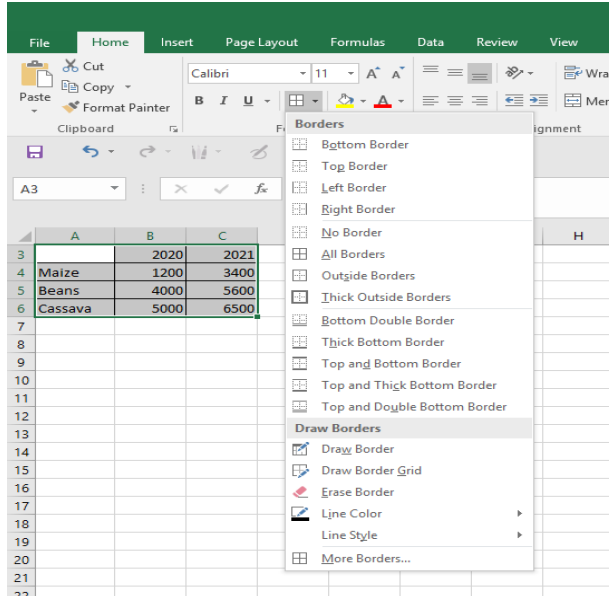 File Home Insert Page Layout Formulas Data Review View
Cut
Copy
Paste
Format Painter
Clipboard
Calibri 11 A A
B I U A
Wra
Mer
ignment
A3 fx
Borders
Bottom Border
Top Border
Left Border
Right Border
No Border
All Borders
Outside Borders
Thick Outside Borders
Bottom Double Border
Thick Bottom Border
Top and Bottom Border
Top and Thick Bottom Border
Top and Double Bottom Border
Draw Borders
Draw Border
Draw Border Grid
Erase Border
Line Color
Line Style
More Borders...
A B C H
3 2020 2021
4 Maize 1200 3400
5 Beans 4000 5600
6 Cassava 5000 6500
7
8
9
10
11
12
13
14
15
16
17
18
19
20
21
22